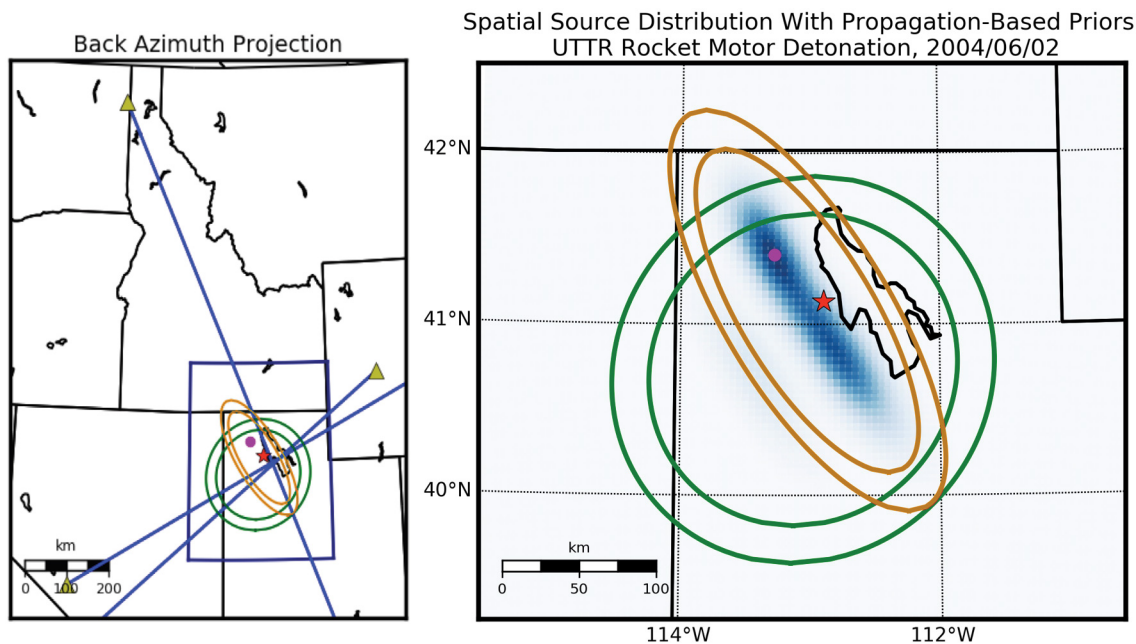 Back Azimuth Projection
km
0 100 200
Spatial Source Distribution With Propagation-Based Priors
UTTR Rocket Motor Detonation, 2004/06/02
42°N
41°N
40°N
km
0 50 100
114°W 112°W